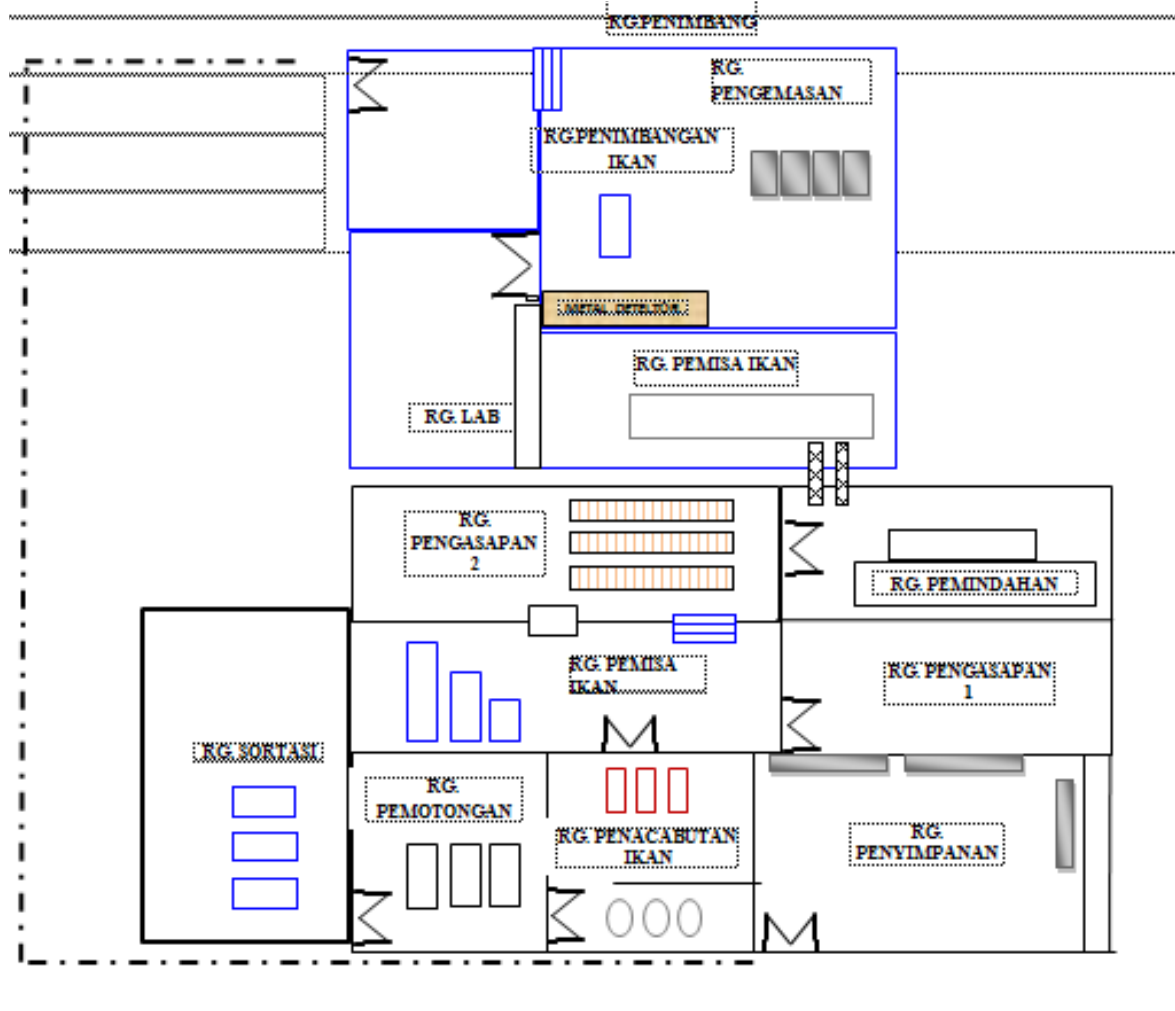 RG.PENIMBANG
RG.
PENGEMASAN
RG.PENIMBANGAN
IKAN
METAL DETELTOR
RG. PEMISA IKAN
RG. LAB
RG.
PENGASAPAN
2
RG. PEMINDAHAN
RG. PEMISA
IKAN
RG. PENGASAPAN
1
RG. SORTASI
RG.
PEMOTONGAN
RG. PENACABUTAN
IKAN
RG.
PENYIMPANAN